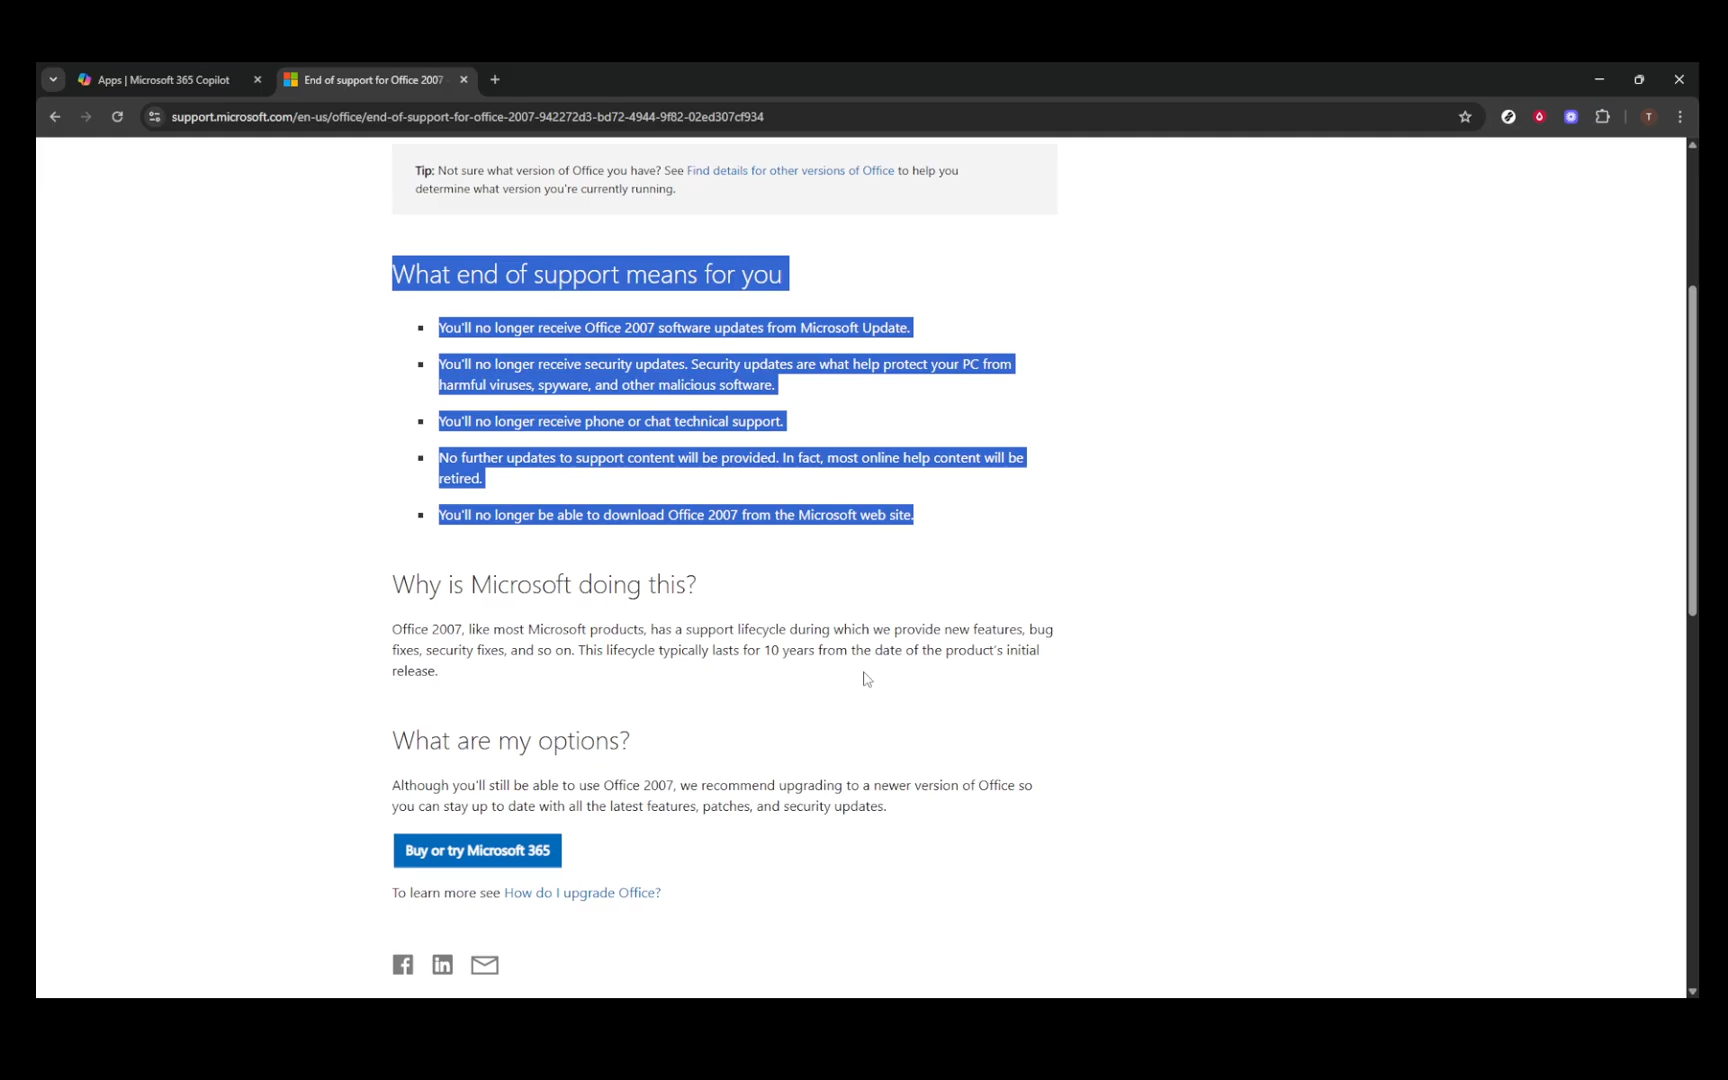 Apps | Microsoft 365 Copilot
End of support for Office 2007
support.microsoft.com/en-us/office/end-of-support-for-office-2007-942272d3-bd72-4944-9f82-02ed307cf934
T
Tip: Not sure what version of Office you have? See Find details for other versions of Office to help you
determine what version you're currently running.
What end of support means for you
You'll no longer receive Office 2007 software updates from Microsoft Update.
You'll no longer receive security updates. Security updates are what help protect your PC from
harmful viruses, spyware, and other malicious software.
You'll no longer receive phone or chat technical support.
No further updates to support content will be provided. In fact, most online help content will be
retired.
You'll no longer be able to download Office 2007 from the Microsoft web site.
Why is Microsoft doing this?
Office 2007, like most Microsoft products, has a support lifecycle during which we provide new features, bug
fixes, security fixes, and so on. This lifecycle typically lasts for 10 years from the date of the product's initial
release.
What are my options?
Although you'll still be able to use Office 2007, we recommend upgrading to a newer version of Office so
you can stay up to date with all the latest features, patches, and security updates.
Buy or try Microsoft 365
To learn more see How do I upgrade Office?